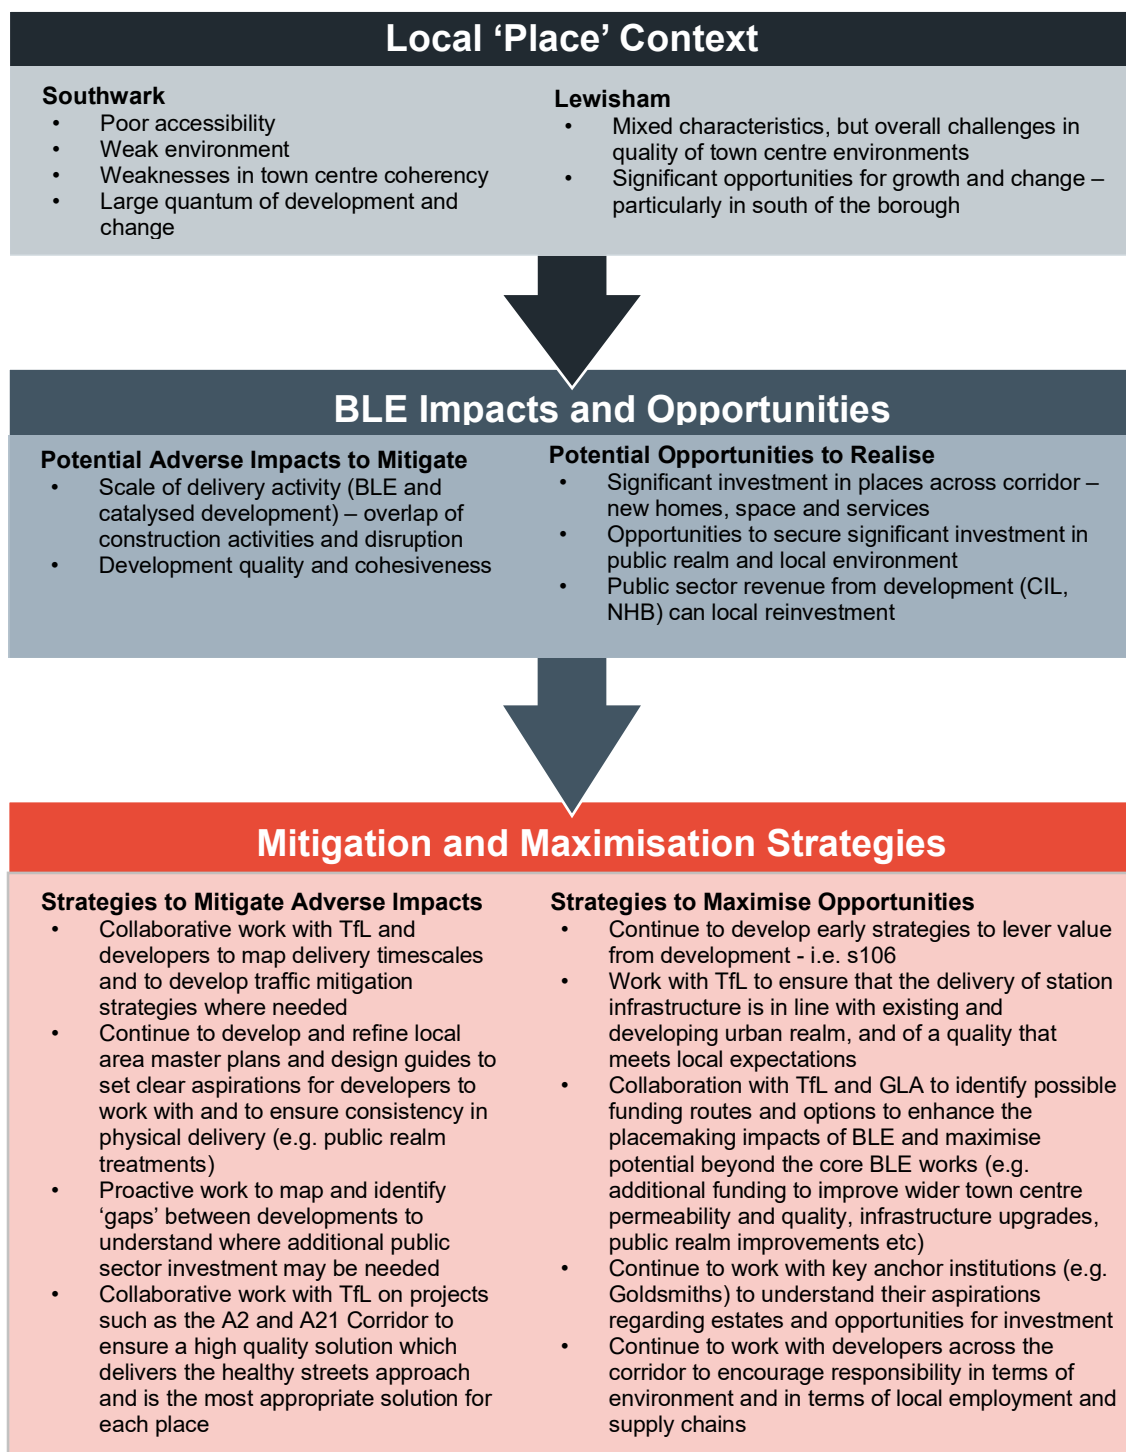 Local ‘Place’ Context
Southwark
• Poor accessibility
• Weak environment
• Weaknesses in town centre coherency
• Large quantum of development and
change
Lewisham
• Mixed characteristics, but overall challenges in
quality of town centre environments
• Significant opportunities for growth and change –
particularly in south of the borough
BLE Impacts and Opportunities
Potential Adverse Impacts to Mitigate
• Scale of delivery activity (BLE and
catalysed development) – overlap of
construction activities and disruption
• Development quality and cohesiveness
Potential Opportunities to Realise
• Significant investment in places across corridor –
new homes, space and services
• Opportunities to secure significant investment in
public realm and local environment
• Public sector revenue from development (CIL,
NHB) can local reinvestment
Mitigation and Maximisation Strategies
Strategies to Mitigate Adverse Impacts
• Collaborative work with TfL and
developers to map delivery timescales
and to develop traffic mitigation
strategies where needed
• Continue to develop and refine local
area master plans and design guides to
set clear aspirations for developers to
work with and to ensure consistency in
physical delivery (e.g. public realm
treatments)
• Proactive work to map and identify
‘gaps’ between developments to
understand where additional public
sector investment may be needed
• Collaborative work with TfL on projects
such as the A2 and A21 Corridor to
ensure a high quality solution which
delivers the healthy streets approach
and is the most appropriate solution for
each place
Strategies to Maximise Opportunities
• Continue to develop early strategies to lever value
from development - i.e. s106
• Work with TfL to ensure that the delivery of station
infrastructure is in line with existing and
developing urban realm, and of a quality that
meets local expectations
• Collaboration with TfL and GLA to identify possible
funding routes and options to enhance the
placemaking impacts of BLE and maximise
potential beyond the core BLE works (e.g.
additional funding to improve wider town centre
permeability and quality, infrastructure upgrades,
public realm improvements etc)
• Continue to work with key anchor institutions (e.g.
Goldsmiths) to understand their aspirations
regarding estates and opportunities for investment
• Continue to work with developers across the
corridor to encourage responsibility in terms of
environment and in terms of local employment and
supply chains